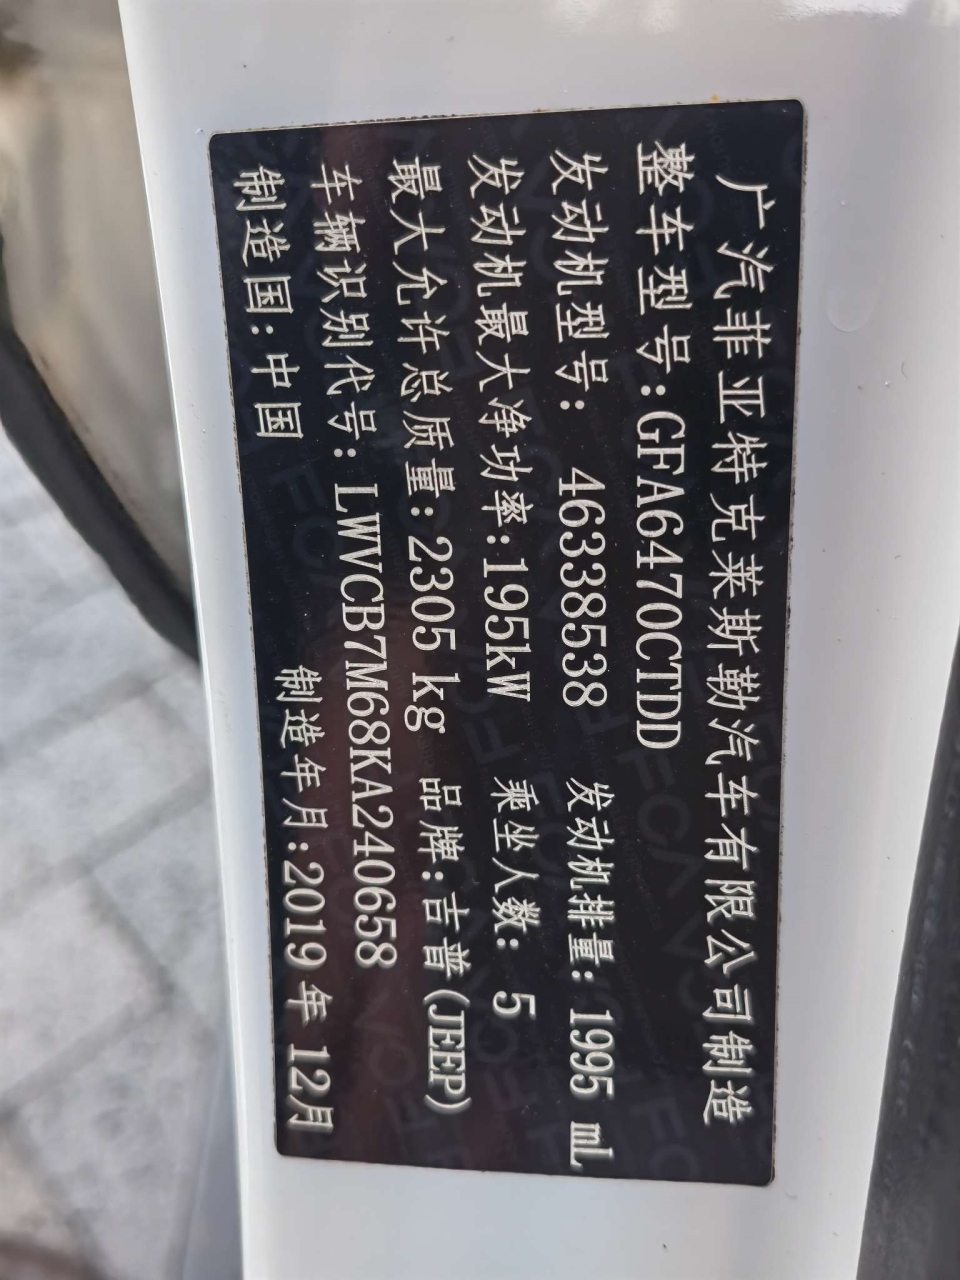 广汽菲亚特克莱斯勒汽车有限公司制造
整车型号:GFA6470CTDD
发动机型号: 46338538 发动机排量: 1995 mL
发动机最大净功率:195kW 乘坐人数: 5
最大允许总质量:2305 kg 品牌:吉普(JEEP)
车辆识别代号: LWVCB7M68KA240658
制造国:中国 制造年月:2019年 12月